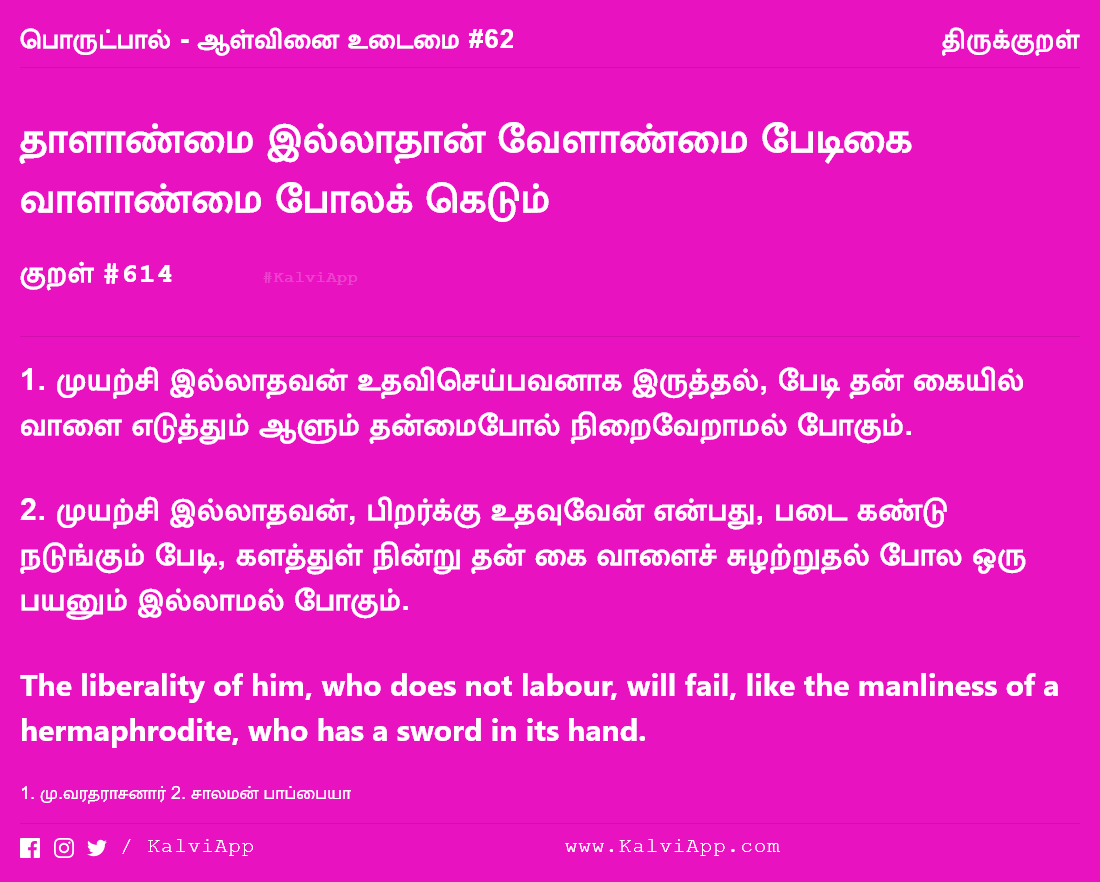 பொருட்பால் - ஆள்வினை உடைமை #62 திருக்குறள்
தாளாண்மை இல்லாதான் வேளாண்மை பேடிகை
வாளாண்மை போலக் கெடும்
குறள் #614 #KalviApp
1. முயற்சி இல்லாதவன் உதவிசெய்பவனாக இருத்தல், பேடி தன் கையில்
வாளை எடுத்தும் ஆளும் தன்மைபோல் நிறைவேறாமல் போகும்.
2. முயற்சி இல்லாதவன், பிறர்க்கு உதவுவேன் என்பது, படை கண்டு
நடுங்கும் பேடி, களத்துள் நின்று தன் கை வாளைச் சுழற்றுதல் போல ஒரு
பயனும் இல்லாமல் போகும்.
The liberality of him, who does not labour, will fail, like the manliness of a
hermaphrodite, who has a sword in its hand.
1. மு.வரதராசனார் 2. சாலமன் பாப்பையா
/ KalviApp www.KalviApp.com